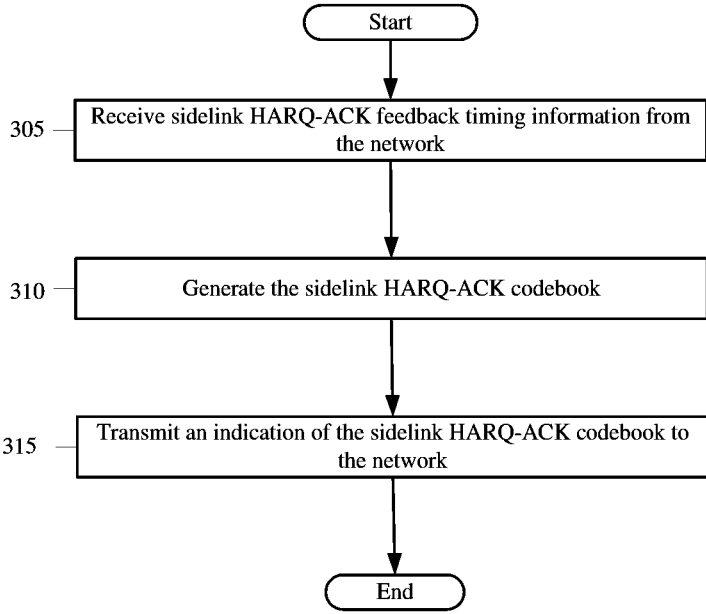 Start
305
Receive sidelink HARQ-ACK feedback timing information from
the network
310
Generate the sidelink HARQ-ACK codebook
315
Transmit an indication of the sidelink HARQ-ACK codebook to
the network
End